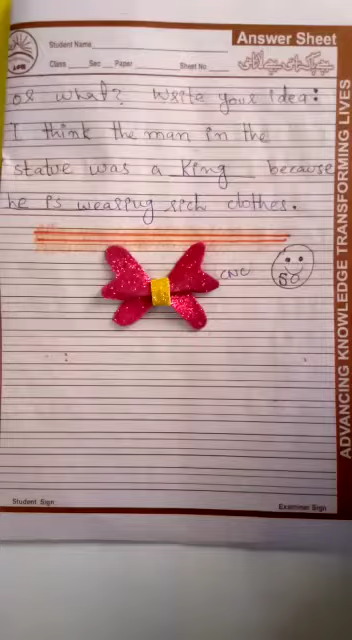 Answer Sheet
Student Name
Class Sec Paper Sheet No
or what? Write your idea:
I think the man in the
statue was a king because
he is wearing rich clothes.
CNC
Student Sign
Examiner Sign
ADVANCING KNOWLEDGE TRANSFORMING LIVES